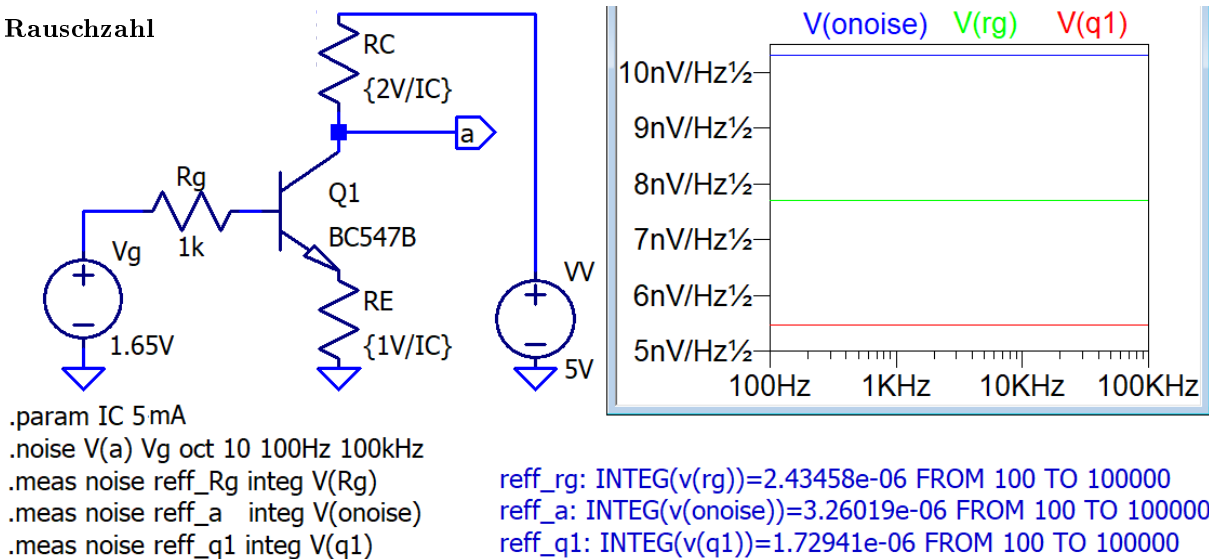 Rauschzahl
RC
{2V/IC}
a
Rg
1k
Q1
BC547B
Vg
1.65V
RE
{1V/IC}
VV
5V
V(onoise) V(rg) V(q1)
10nV/Hz½
9nV/Hz½
8nV/Hz½
7nV/Hz½
6nV/Hz½
5nV/Hz½
100Hz 1KHz 10KHz 100KHz
.param IC 5mA
.noise V(a) Vg oct 10 100Hz 100kHz
.meas noise reff_Rg integ V(Rg)
.meas noise reff_a integ V(onoise)
.meas noise reff_q1 integ V(q1)
reff_rg: INTEG(v(rg))=2.43458e-06 FROM 100 TO 100000
reff_a: INTEG(v(onoise))=3.26019e-06 FROM 100 TO 100000
reff_q1: INTEG(v(q1))=1.72941e-06 FROM 100 TO 100000